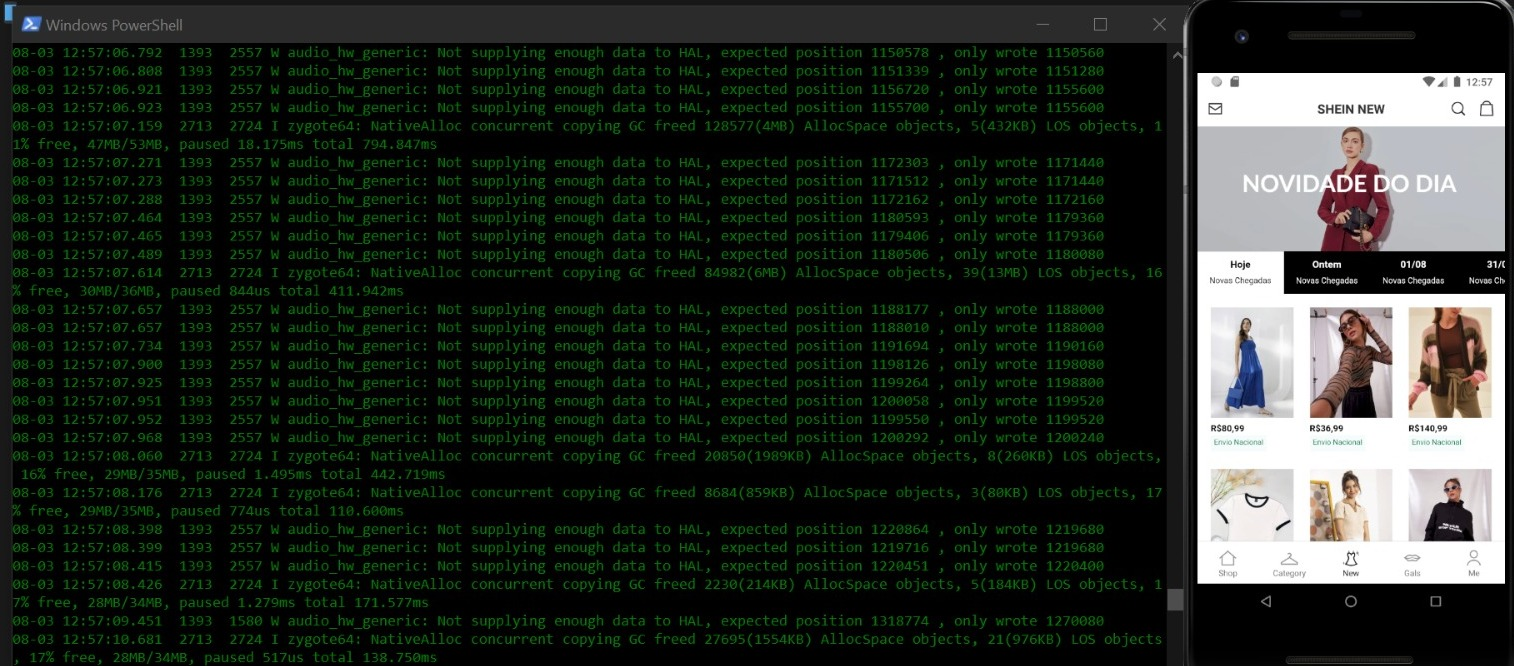 Windows PowerShell
08-03 12:57:06.792  1393  2557 W audio_hw_generic: Not supplying enough data to HAL, expected position 1150578 , only wrote 1150560
08-03 12:57:06.808  1393  2557 W audio_hw_generic: Not supplying enough data to HAL, expected position 1151339 , only wrote 1151280
08-03 12:57:06.921  1393  2557 W audio_hw_generic: Not supplying enough data to HAL, expected position 1156720 , only wrote 1155600
08-03 12:57:06.923  1393  2557 W audio_hw_generic: Not supplying enough data to HAL, expected position 1155700 , only wrote 1155600
08-03 12:57:07.159  2713  2724 I zygote64: NativeAlloc concurrent copying GC freed 128577(4MB) AllocSpace objects, 5(432KB) LOS objects, 1
1% free, 47MB/53MB, paused 18.175ms total 794.847ms
08-03 12:57:07.271  1393  2557 W audio_hw_generic: Not supplying enough data to HAL, expected position 1172303 , only wrote 1171440
08-03 12:57:07.273  1393  2557 W audio_hw_generic: Not supplying enough data to HAL, expected position 1171512 , only wrote 1171440
08-03 12:57:07.288  1393  2557 W audio_hw_generic: Not supplying enough data to HAL, expected position 1172162 , only wrote 1172160
08-03 12:57:07.464  1393  2557 W audio_hw_generic: Not supplying enough data to HAL, expected position 1180593 , only wrote 1179360
08-03 12:57:07.465  1393  2557 W audio_hw_generic: Not supplying enough data to HAL, expected position 1179406 , only wrote 1179360
08-03 12:57:07.489  1393  2557 W audio_hw_generic: Not supplying enough data to HAL, expected position 1180506 , only wrote 1180080
08-03 12:57:07.614  2713  2724 I zygote64: NativeAlloc concurrent copying GC freed 84982(6MB) AllocSpace objects, 39(13MB) LOS objects, 16
% free, 30MB/36MB, paused 844us total 411.942ms
08-03 12:57:07.657  1393  2557 W audio_hw_generic: Not supplying enough data to HAL, expected position 1188177 , only wrote 1188000
08-03 12:57:07.657  1393  2557 W audio_hw_generic: Not supplying enough data to HAL, expected position 1188010 , only wrote 1188000
08-03 12:57:07.734  1393  2557 W audio_hw_generic: Not supplying enough data to HAL, expected position 1191694 , only wrote 1190160
08-03 12:57:07.900  1393  2557 W audio_hw_generic: Not supplying enough data to HAL, expected position 1198126 , only wrote 1198080
08-03 12:57:07.925  1393  2557 W audio_hw_generic: Not supplying enough data to HAL, expected position 1199264 , only wrote 1198800
08-03 12:57:07.951  1393  2557 W audio_hw_generic: Not supplying enough data to HAL, expected position 1200058 , only wrote 1199520
08-03 12:57:07.952  1393  2557 W audio_hw_generic: Not supplying enough data to HAL, expected position 1199550 , only wrote 1199520
08-03 12:57:07.968  1393  2557 W audio_hw_generic: Not supplying enough data to HAL, expected position 1200292 , only wrote 1200240
08-03 12:57:08.060  2713  2724 I zygote64: NativeAlloc concurrent copying GC freed 20850(1989KB) AllocSpace objects, 8(260KB) LOS objects,
16% free, 29MB/35MB, paused 1.495ms total 442.719ms
08-03 12:57:08.176  2713  2724 I zygote64: NativeAlloc concurrent copying GC freed 8684(859KB) AllocSpace objects, 3(80KB) LOS objects, 17
% free, 29MB/35MB, paused 774us total 110.600ms
08-03 12:57:08.398  1393  2557 W audio_hw_generic: Not supplying enough data to HAL, expected position 1220864 , only wrote 1219680
08-03 12:57:08.399  1393  2557 W audio_hw_generic: Not supplying enough data to HAL, expected position 1219716 , only wrote 1219680
08-03 12:57:08.415  1393  2557 W audio_hw_generic: Not supplying enough data to HAL, expected position 1220451 , only wrote 1220400
08-03 12:57:08.426  2713  2724 I zygote64: NativeAlloc concurrent copying GC freed 2230(214KB) AllocSpace objects, 5(184KB) LOS objects, 1
7% free, 28MB/34MB, paused 1.279ms total 171.577ms
08-03 12:57:09.451  1393  1580 W audio_hw_generic: Not supplying enough data to HAL, expected position 1318774 , only wrote 1270080
08-03 12:57:10.681  2713  2724 I zygote64: NativeAlloc concurrent copying GC freed 27695(1554KB) AllocSpace objects, 21(976KB) LOS objects
, 17% free, 28MB/34MB, paused 517us total 138.750ms
12:57
SHEIN NEW
NOVIDADE DO DIA
Hoje Ontem 01/08 31/0
Novas Chegadas Novas Chegadas Novas Chegadas Novas Ch
R$80,99 R$36,99 R$140,99
Envio Nacional Envio Nacional Envio Nacional
Shop Category New Gals Me